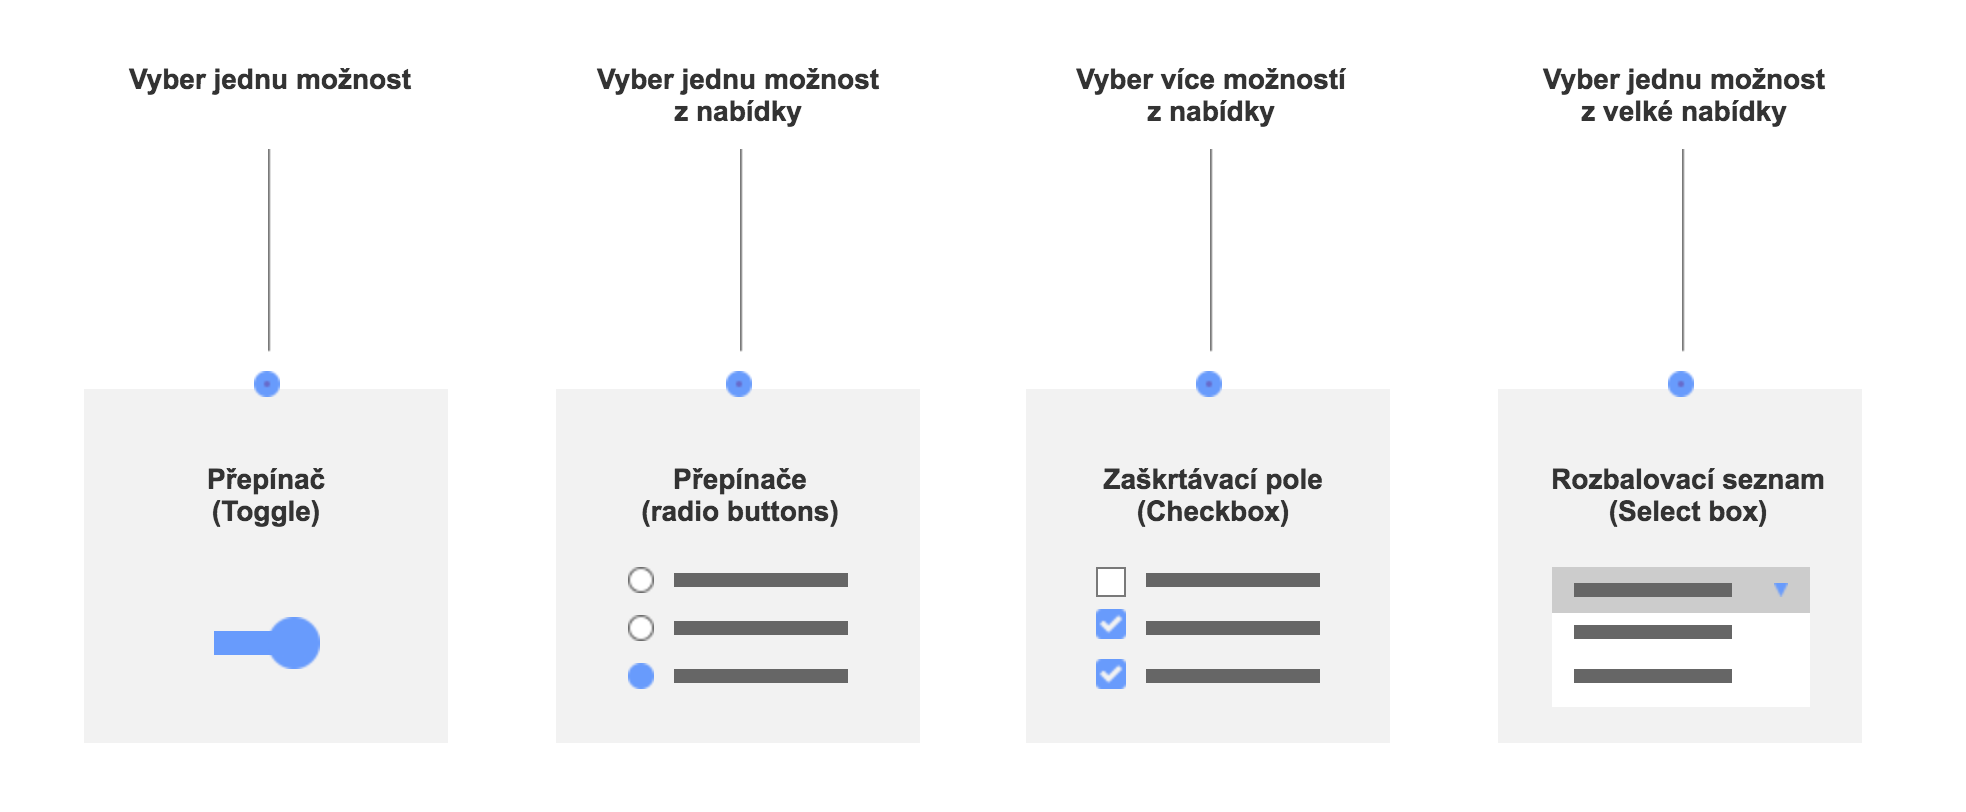 Vyber jednu možnost
Vyber jednu možnost
z nabídky
Vyber více možností
z nabídky
Vyber jednu možnost
z velké nabídky
Přepínač
(Toggle)
Přepínače
(radio buttons)
Zaškrtávací pole
(Checkbox)
Rozbalovací seznam
(Select box)